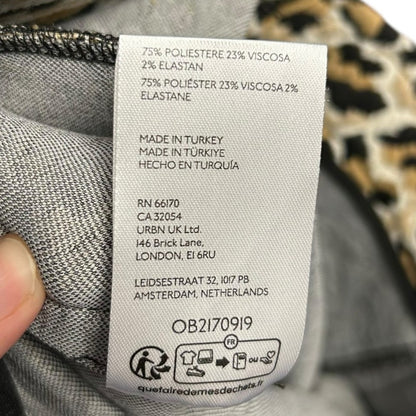 75% POLIESTERE 23% VISCOSA
2% ELASTAN
75% POLIÉSTER 23% VISCOSE 2%
ELASTANE
MADE IN TURKEY
MADE IN TÜRKIYE
HECHO EN TURQUÍA
RN 66170
CA 32054
URBN UK Ltd.
146 Brick Lane,
LONDON, E1 6RU
LEIDSESTRAAT 32, 1017 PB
AMSTERDAM, NETHERLANDS
OB2170919
FR
OU
quefairedemesdechets.fr